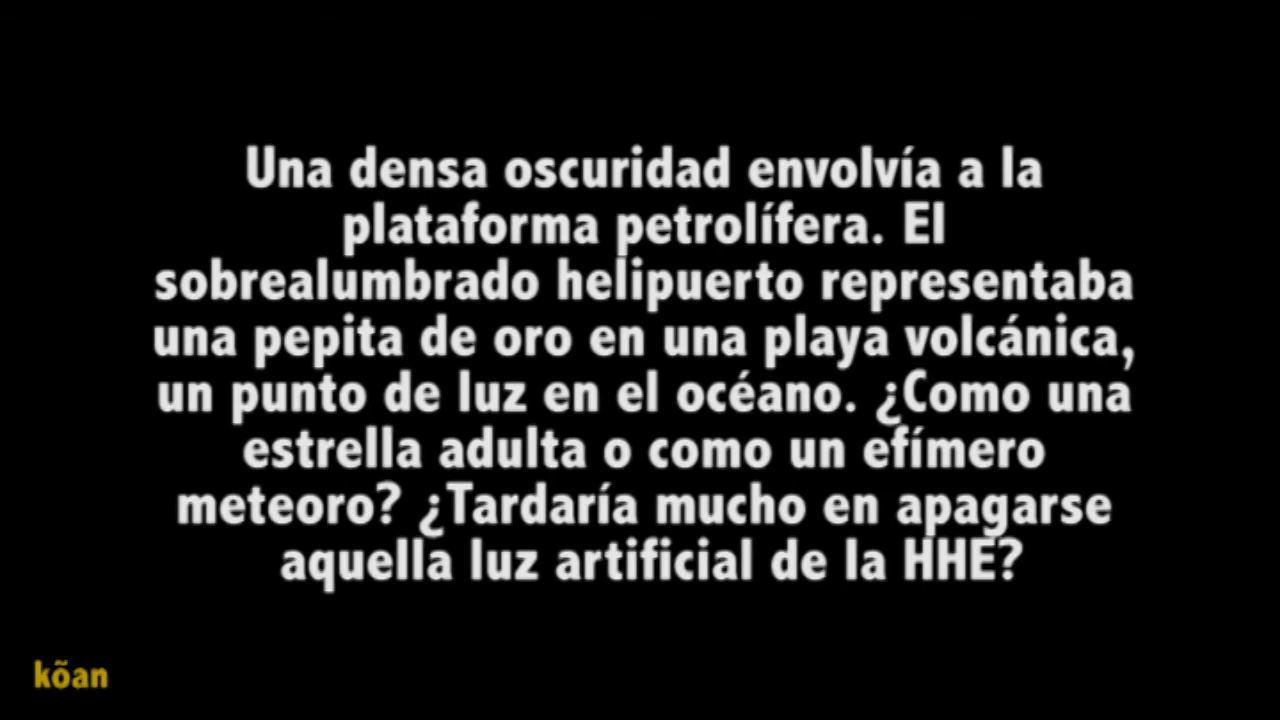 Una densa oscuridad envolvía a la
plataforma petrolífera. El
sobrealumbrado helipuerto representaba
una pepita de oro en una playa volcánica,
un punto de luz en el océano. ¿Como una
estrella adulta o como un efímero
meteoro? ¿Tardaría mucho en apagarse
aquella luz artificial de la HHE?
kõan